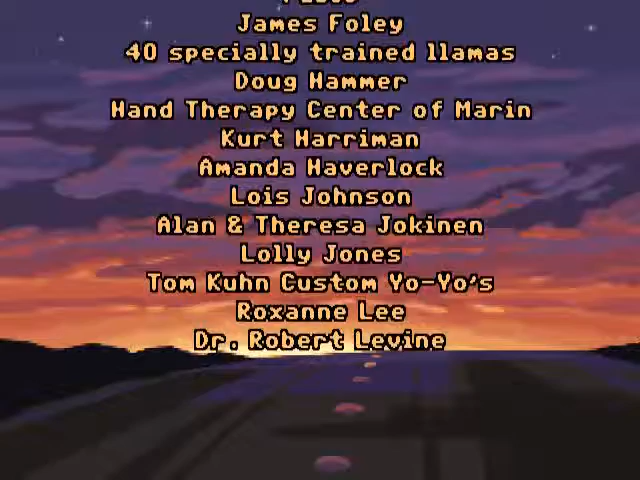 James Foley
40 specially trained llamas
Doug Hammer
Hand Therapy Center of Marin
Kurt Harriman
Amanda Haverlock
Lois Johnson
Alan & Theresa Jokinen
Lolly Jones
Tom Kuhn Custom Yo-Yo's
Roxanne Lee
Dr. Robert Levine